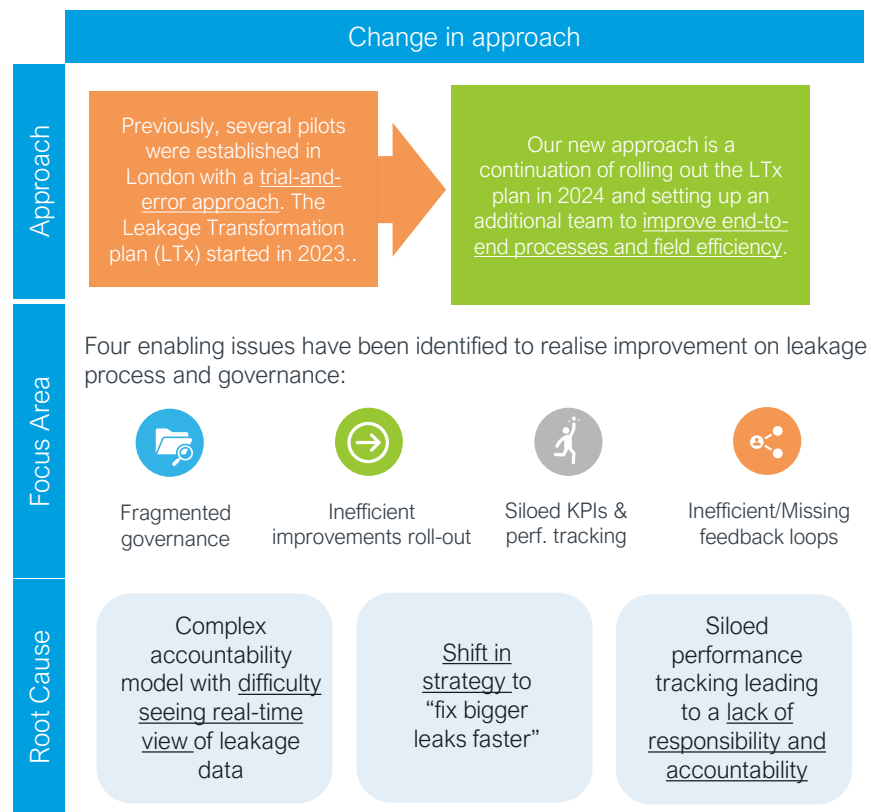 Change in approach
Approach
Previously, several pilots
were established in
London with a trial-and-
error approach. The
Leakage Transformation
plan (LTx) started in 2023..
Our new approach is a
continuation of rolling out the LTx
plan in 2024 and setting up an
additional team to improve end-to-
end processes and field efficiency.
Focus Area
Four enabling issues have been identified to realise improvement on leakage
process and governance:
Fragmented
governance
Inefficient
improvements roll-out
Siloed KPIs &
perf. tracking
Inefficient/Missing
feedback loops
Root Cause
Complex
accountability
model with difficulty
seeing real-time
view of leakage
data
Shift in
strategy to
“fix bigger
leaks faster”
Siloed
performance
tracking leading
to a lack of
responsibility and
accountability